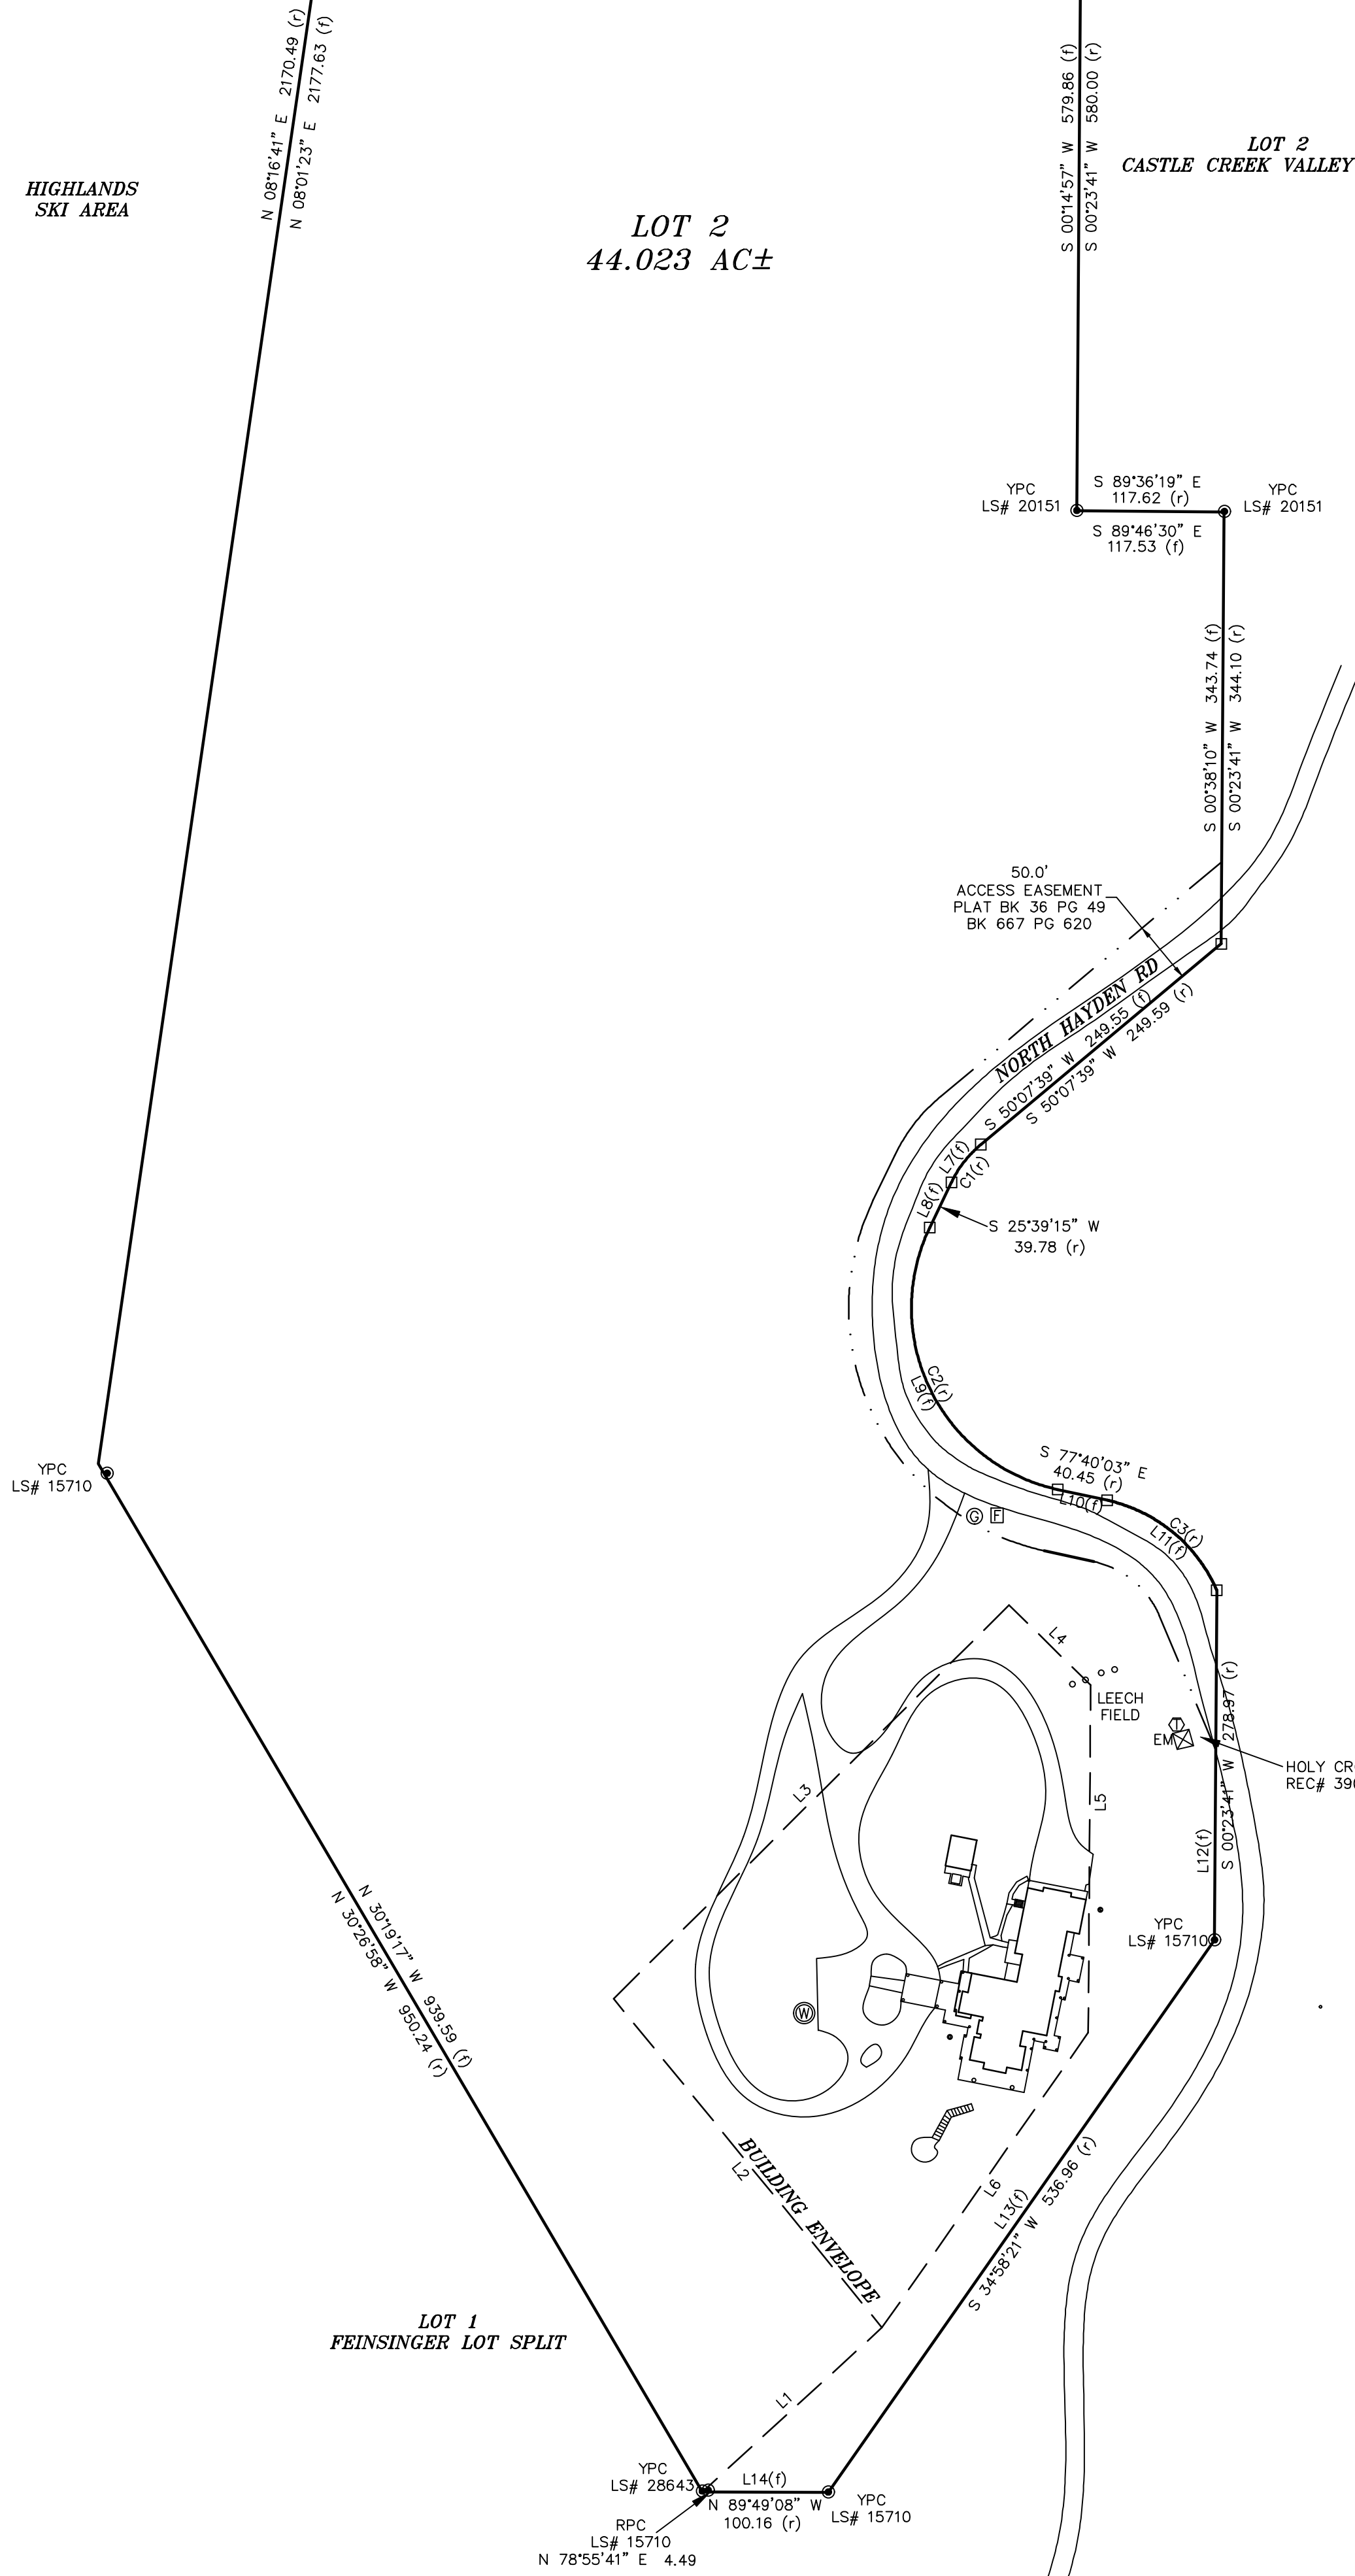 N 08°16'41" E 2170.49 (r)
N 08°01'23" E 2177.63 (f)
S 00°14'57" W 579.86 (f)
S 00°23'41" W 580.00 (r)
HIGHLANDS
SKI AREA
LOT 2
44.023 AC±
LOT 2
CASTLE CREEK VALLEY
YPC
LS# 20151
S 89°36'19" E
117.62 (r)
S 89°46'30" E
117.53 (f)
YPC
LS# 20151
S 00°38'10" W 343.74 (f)
S 00°23'41" W 344.10 (r)
50.0'
ACCESS EASEMENT
PLAT BK 36 PG 49
BK 667 PG 620
NORTH HAYDEN RD
S 50°07'39" W 249.55 (f)
S 50°07'39" W 249.59 (r)
L7(f)
C1(r)
L8(f)
S 25°39'15" W
39.78 (r)
C2(r)
L9(f)
S 77°40'03" E
40.45 (r)
L10(f)
C3(r)
L11(f)
YPC
LS# 15710
G
F
L4
LEECH
FIELD
T
EM
HOLY CR
REC# 39
S 00°23'41" W 278.97 (r)
L12(f)
L3
L5
YPC
LS# 15710
W
N 30°19'17" W 939.59 (f)
N 30°26'58" W 950.24 (r)
BUILDING ENVELOPE
L2
L6
L13(f)
S 34°58'21" W 536.96 (r)
LOT 1
FEINSINGER LOT SPLIT
L1
YPC
LS# 28643
L14(f)
N 89°49'08" W
100.16 (r)
YPC
LS# 15710
RPC
LS# 15710
N 78°55'41" E 4.49